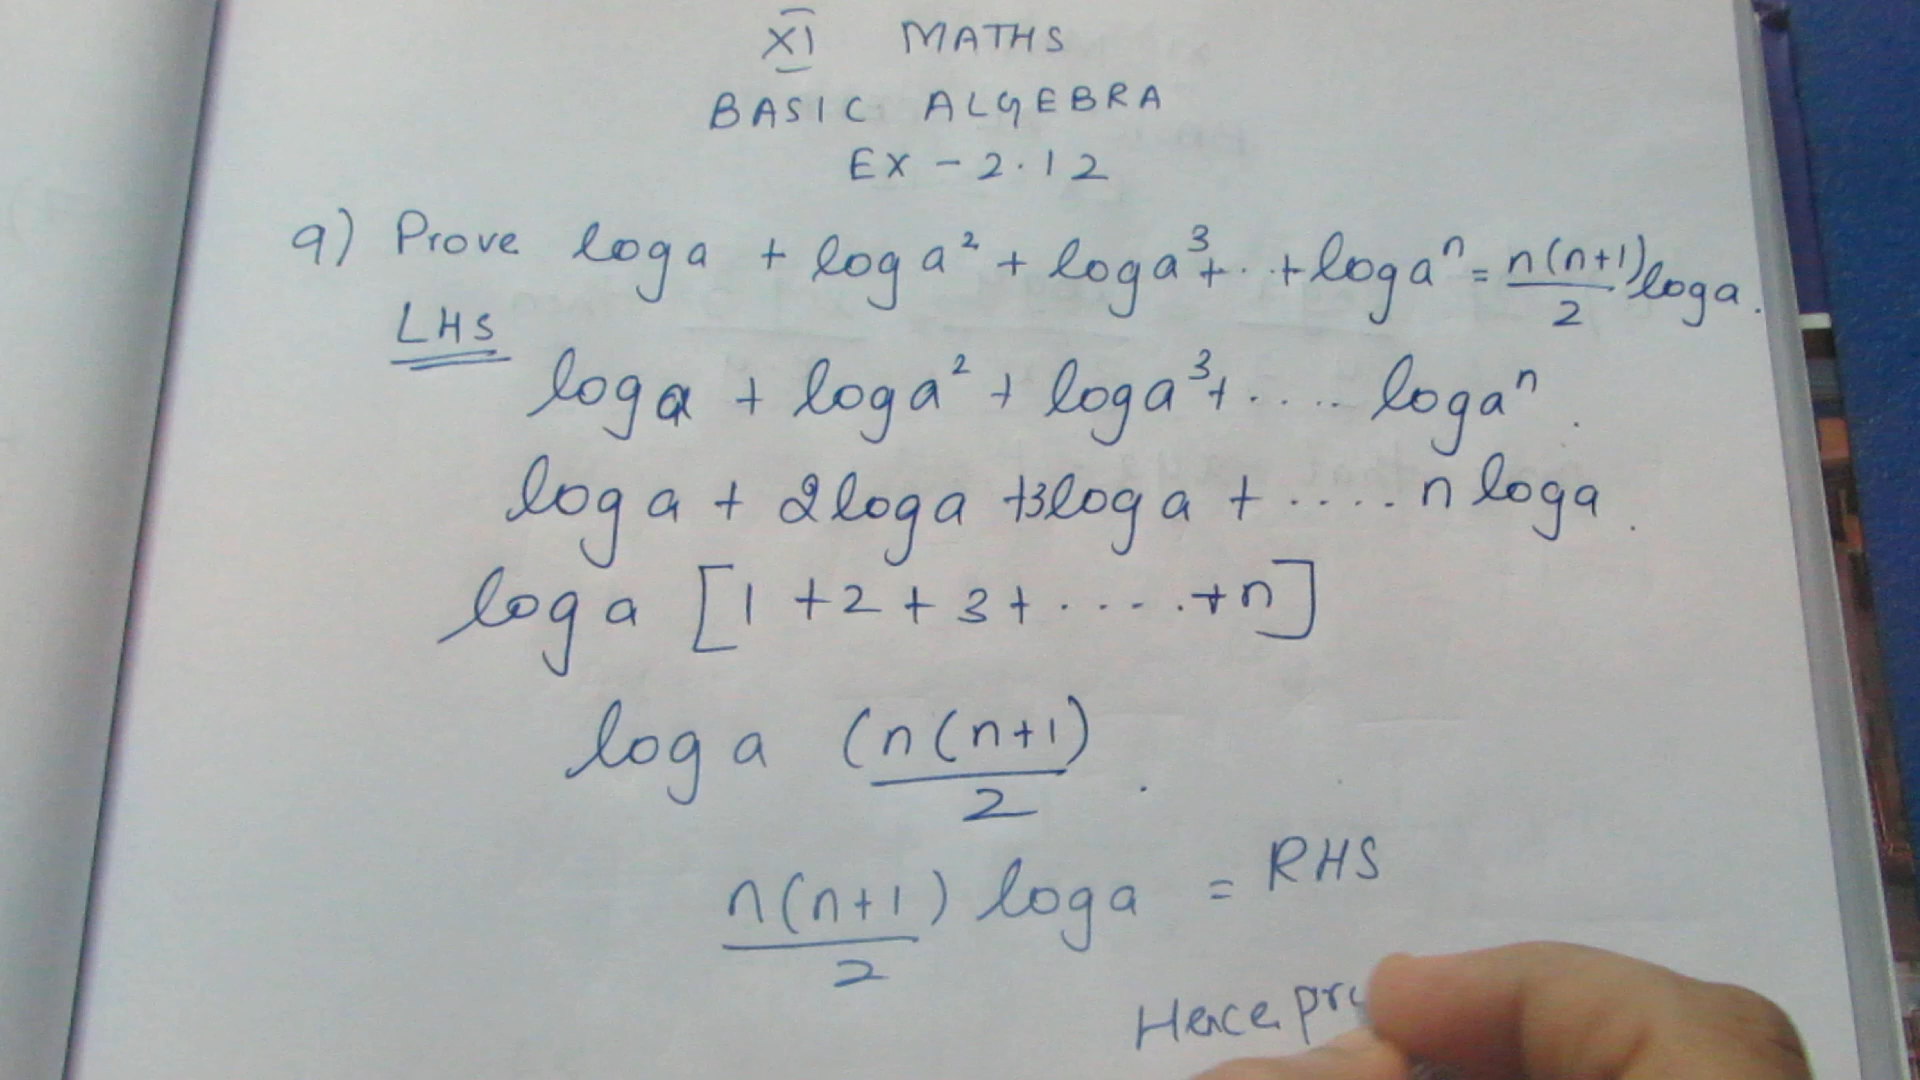 XI MATHS
BASIC ALGEBRA
EX - 2.12
9) Prove log a + log a² + log a³ + .. + log aⁿ = n(n+1)/2 log a.
LHS
log a + log a² + log a³ + .... log aⁿ.
log a + 2 log a + 3 log a + .... n log a.
log a [1 + 2 + 3 + ..... + n]
log a (n(n+1)/2.
n(n+1)/2 log a = RHS
Hence